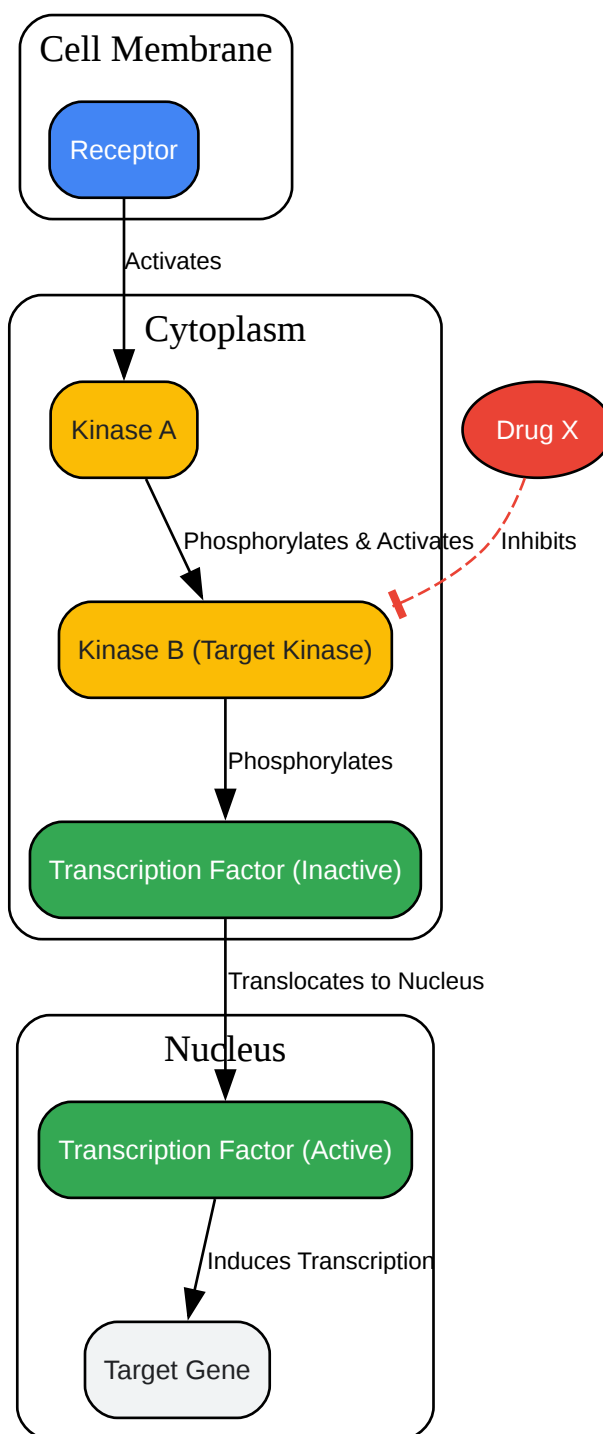 Cell Membrane
Receptor
Activates
Cytoplasm
Kinase A
Drug X
Phosphorylates & Activates
Inhibits
Kinase B (Target Kinase)
Phosphorylates
Transcription Factor (Inactive)
Translocates to Nucleus
Nucleus
Transcription Factor (Active)
Induces Transcription
Target Gene